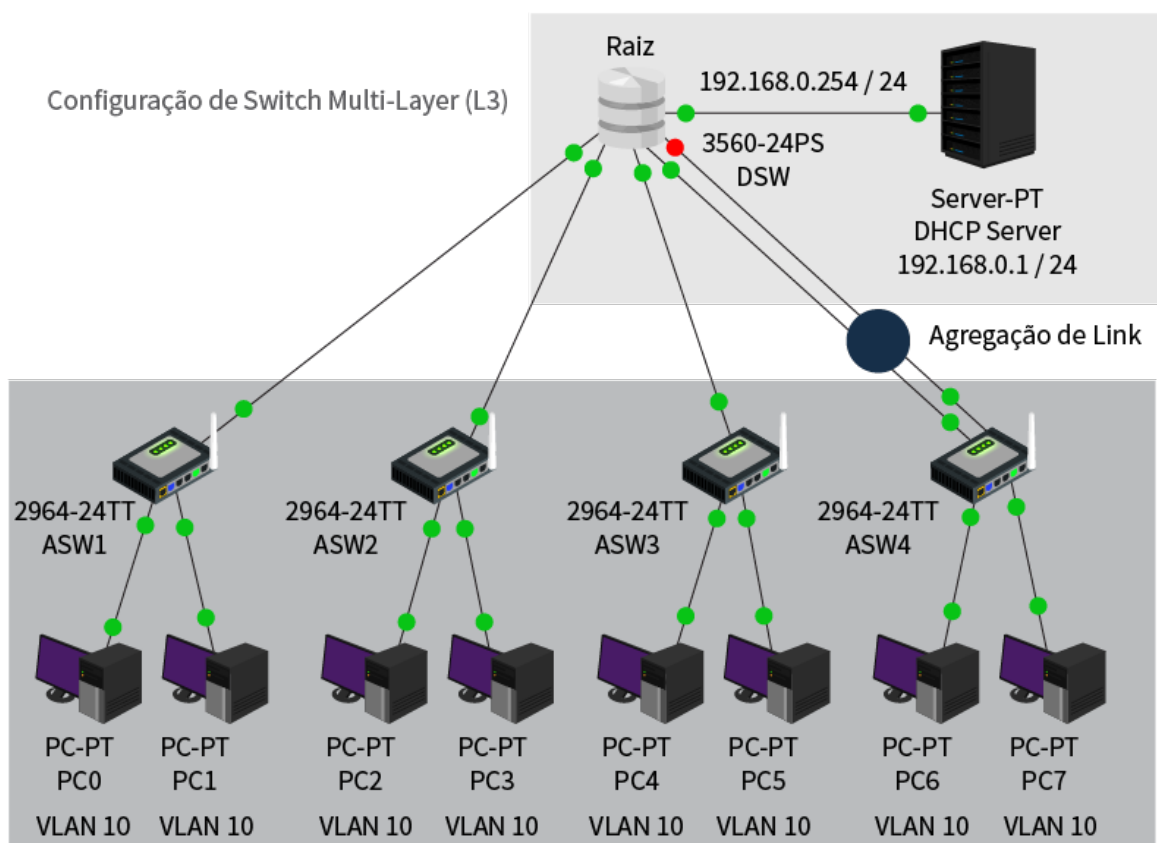 Raiz
Configuração de Switch Multi-Layer (L3)
192.168.0.254 / 24
3560-24PS
DSW
Server-PT
DHCP Server
192.168.0.1 / 24
Agregação de Link
2964-24TT
ASW1
2964-24TT
ASW2
2964-24TT
ASW3
2964-24TT
ASW4
PC-PT
PC0
VLAN 10
PC-PT
PC1
VLAN 10
PC-PT
PC2
VLAN 10
PC-PT
PC3
VLAN 10
PC-PT
PC4
VLAN 10
PC-PT
PC5
VLAN 10
PC-PT
PC6
VLAN 10
PC-PT
PC7
VLAN 10